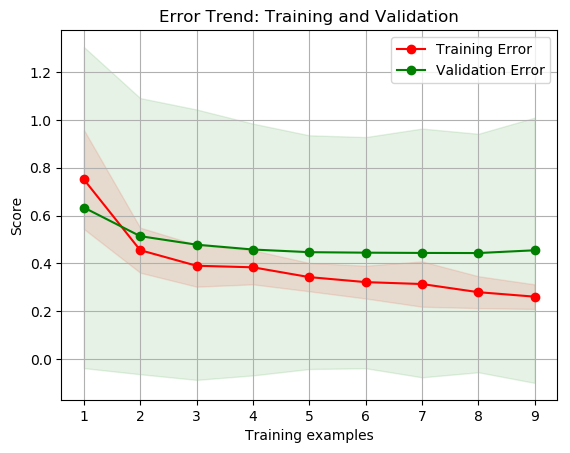 Error Trend: Training and Validation
Training Error
Validation Error
Score
1.2
1.0
0.8
0.6
0.4
0.2
0.0
1 2 3 4 5 6 7 8 9
Training examples